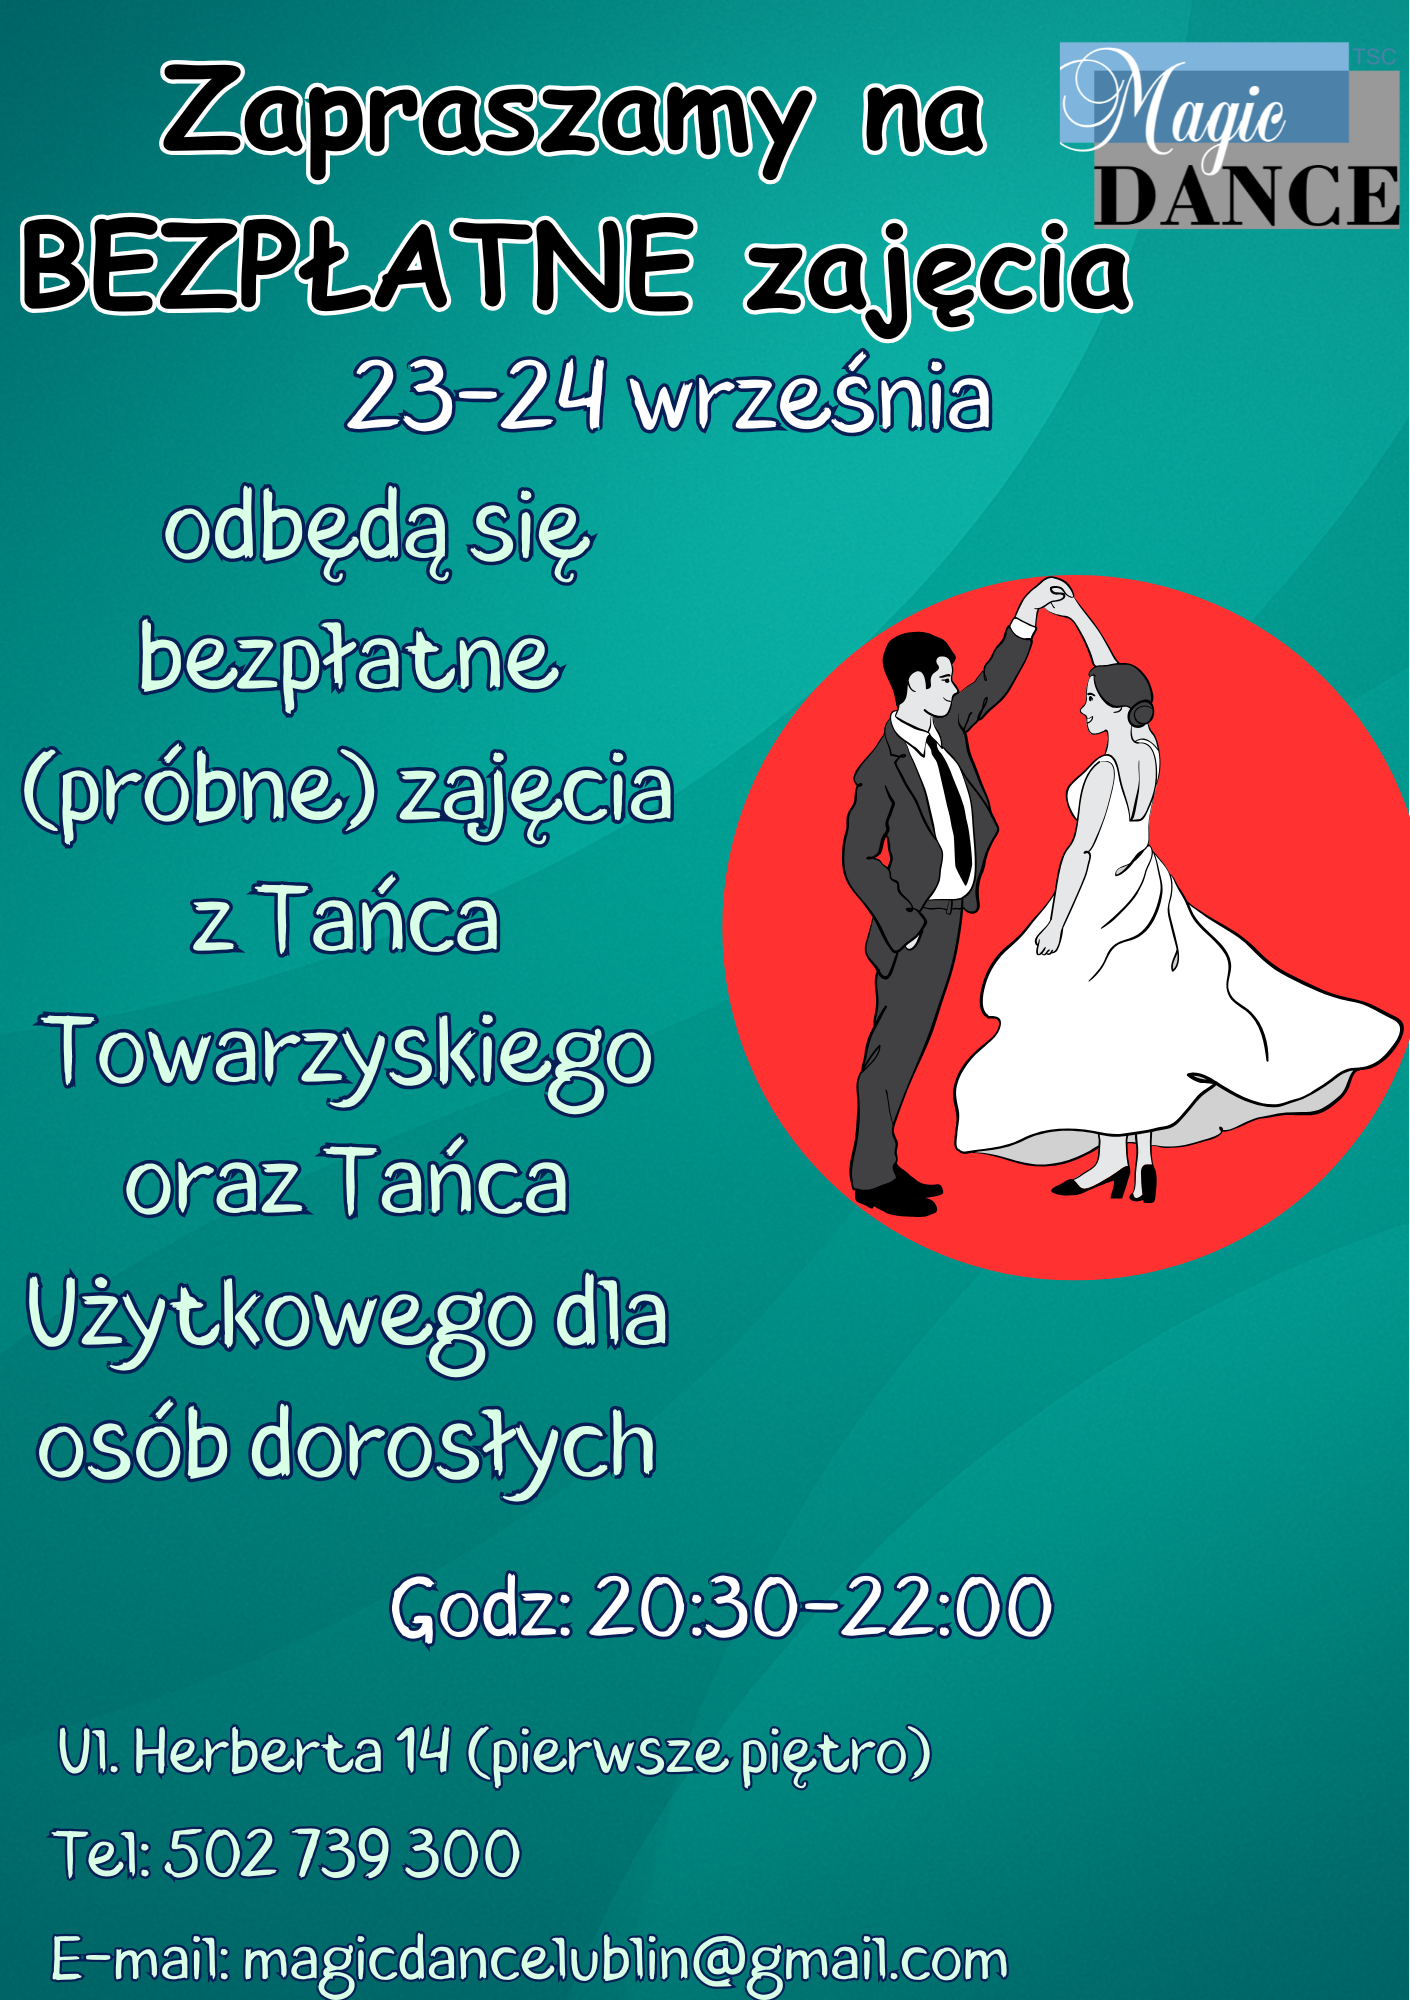 Zapraszamy na
TSC
Magic
DANCE
BEZPŁATNE zajęcia
23-24 września
odbędą się
bezpłatne
(próbne) zajęcia
z Tańca
Towarzyskiego
oraz Tańca
Użytkowego dla
osób dorosłych
Godz: 20:30-22:00
Ul. Herberta 14 (pierwsze piętro)
Tel: 502 739 300
E-mail: magicdancelublin@gmail.com